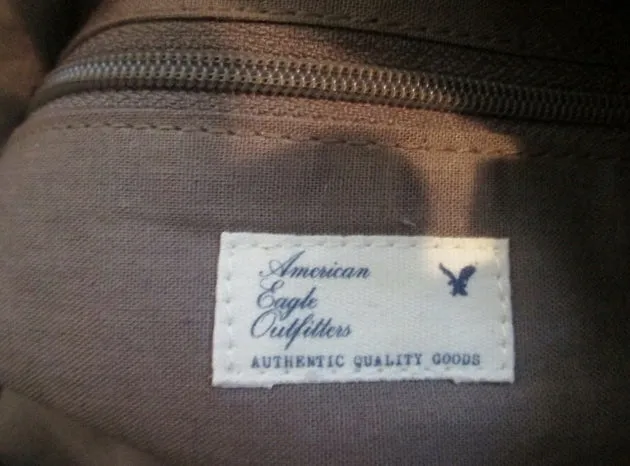 American
Eagle
Outfitters
AUTHENTIC QUALITY GOODS